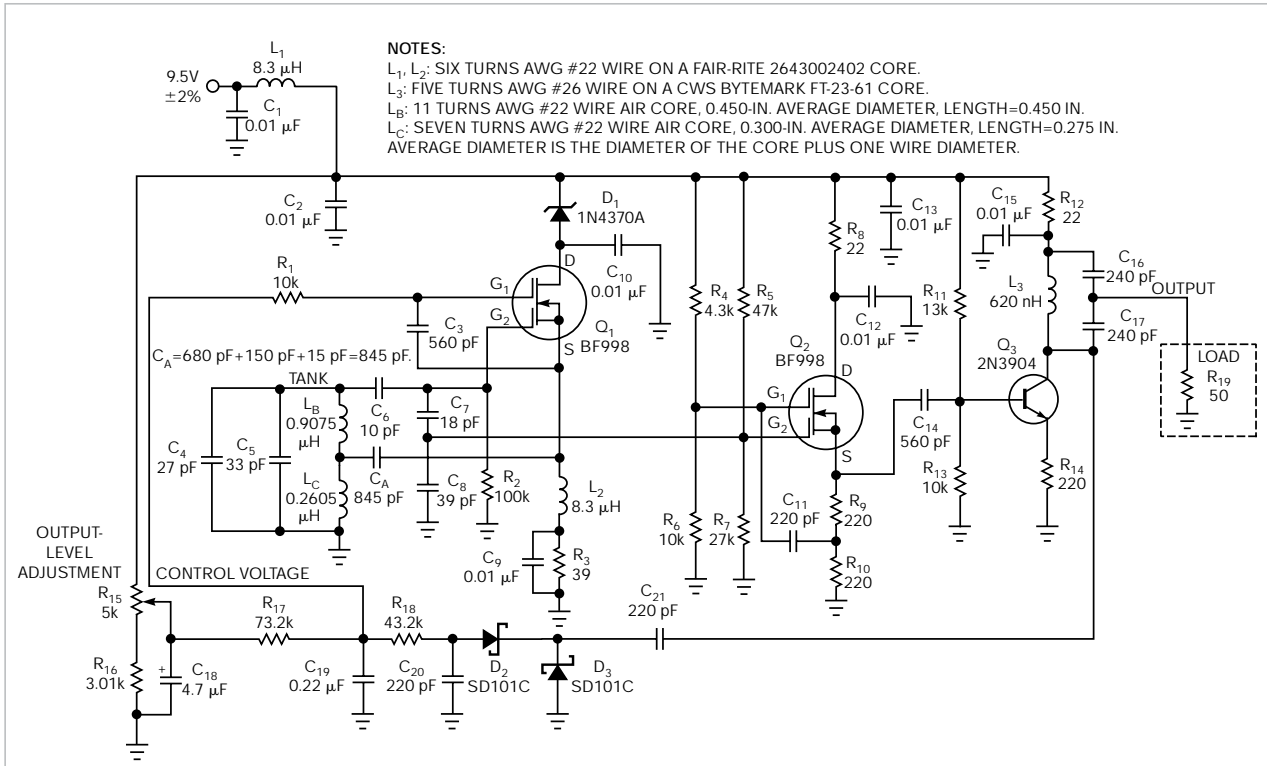 NOTES:
L1, L2: SIX TURNS AWG #22 WIRE ON A FAIR-RITE 2643002402 CORE.
L3: FIVE TURNS AWG #26 WIRE ON A CWS BYTEMARK FT-23-61 CORE.
LB: 11 TURNS AWG #22 WIRE AIR CORE, 0.450-IN. AVERAGE DIAMETER, LENGTH=0.450 IN.
LC: SEVEN TURNS AWG #22 WIRE AIR CORE, 0.300-IN. AVERAGE DIAMETER, LENGTH=0.275 IN.
AVERAGE DIAMETER IS THE DIAMETER OF THE CORE PLUS ONE WIRE DIAMETER.
L1
8.3 µH
9.5V
±2%
C1
0.01 µF
C2
0.01 µF
D1
1N4370A
C10
0.01 µF
R1
10k
G1
G2
D
S
Q1
BF998
C3
560 pF
CA=680 pF+150 pF+15 pF=845 pF.
TANK
LB
0.9075
µH
C6
10 pF
C7
18 pF
C4
27 pF
C5
33 pF
LC
0.2605
µH
CA
845 pF
C8
39 pF
R2
100k
L2
8.3 µH
C9
0.01 µF
R3
39
R4
4.3k
R5
47k
R6
10k
R7
27k
R8
22
C13
0.01 µF
C12
0.01 µF
Q2
BF998
G1
G2
D
S
C11
220 pF
R9
220
R10
220
C14
560 pF
R11
13k
R13
10k
C15
0.01 µF
R12
22
L3
620 nH
C16
240 pF
OUTPUT
C17
240 pF
Q3
2N3904
R14
220
LOAD
R19
50
OUTPUT-
LEVEL
ADJUSTMENT
R15
5k
CONTROL VOLTAGE
R16
3.01k
+
C18
4.7 µF
R17
73.2k
C19
0.22 µF
R18
43.2k
C20
220 pF
D2
SD101C
D3
SD101C
C21
220 pF